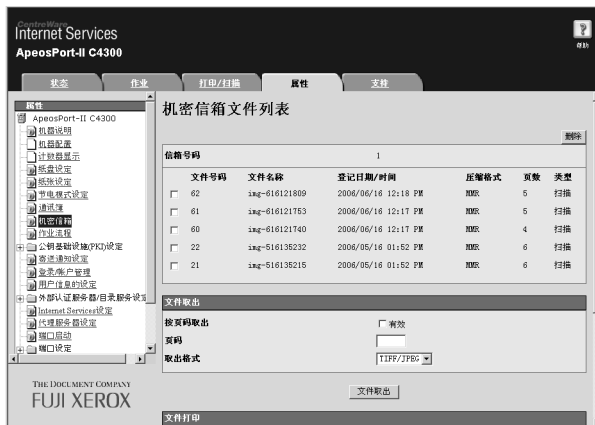 CentreWare
Internet Services
ApeosPort-II C4300
?
帮助
状态 作业 打印/扫描 属性 支持
属性
ApeosPort-II C4300
机器说明
机器配置
计数器显示
纸盘设定
纸张设定
节电模式设定
通讯簿
机密信箱
作业流程
公钥基础设施(PKI)设定
寄送通知设定
登录/帐户管理
用户信息的设定
外部认证服务器/目录服务设定
Internet Services设定
代理服务器设定
端口启动
端口设定
THE DOCUMENT COMPANY
FUJI XEROX
机密信箱文件列表
删除
信箱号码 1
文件号码 文件名称 登记日期/时间 压缩格式 页数 类型
62 img-616121809 2006/06/16 12:18 PM MMR 5 扫描
61 img-616121753 2006/06/16 12:17 PM MMR 5 扫描
60 img-616121740 2006/06/16 12:17 PM MMR 4 扫描
22 img-516135232 2006/05/16 01:52 PM MMR 6 扫描
21 img-516135215 2006/05/16 01:52 PM MMR 6 扫描
文件取出
按页码取出 有效
页码
取出格式 TIFF/JPEG
文件取出
文件打印